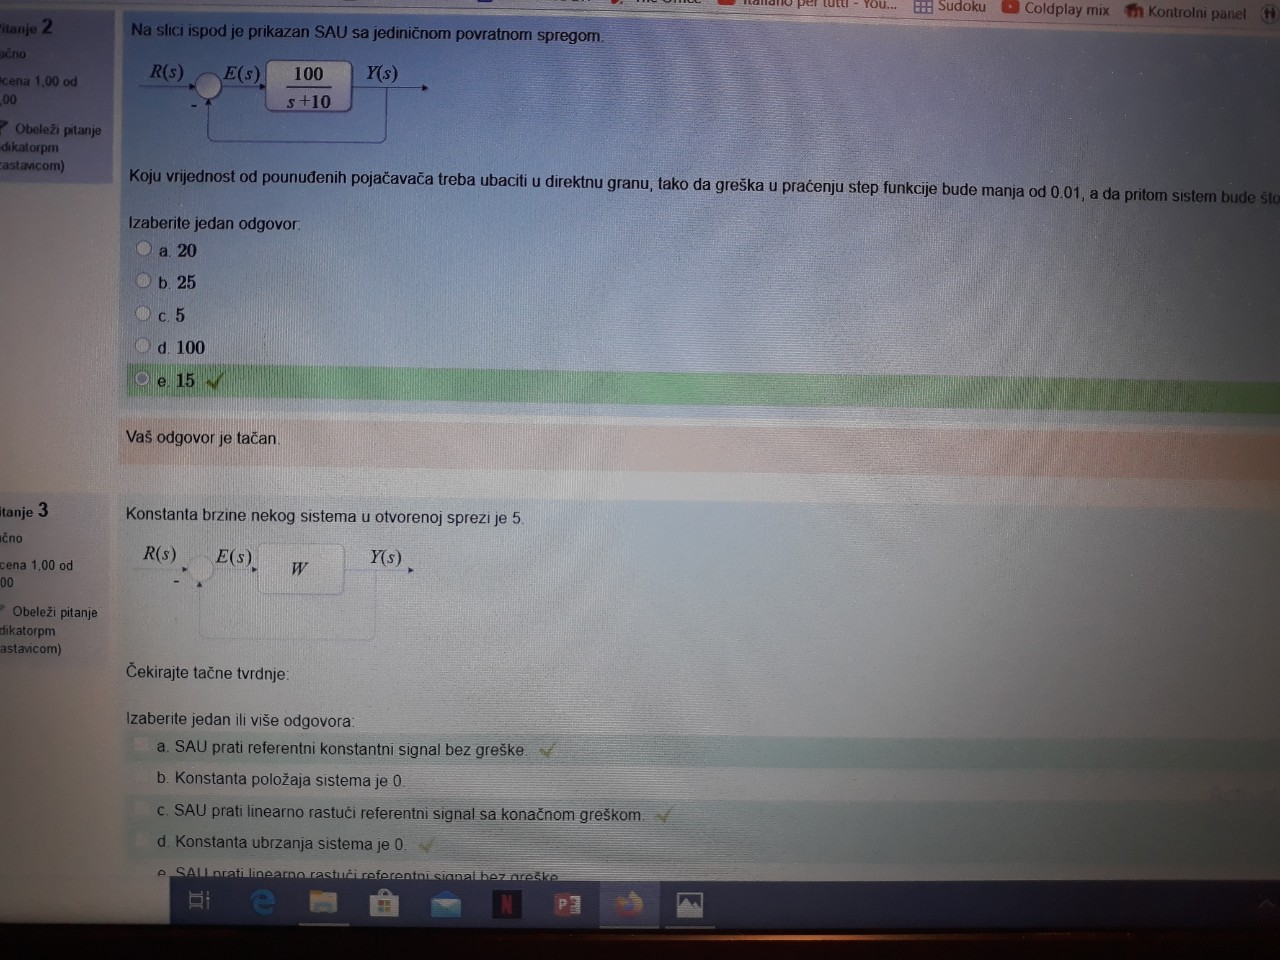 The Office
Italiano per tutti - You...
Sudoku
Coldplay mix
Kontrolni panel
itanje 2
ačno
cena 1,00 od
,00
Obeleži pitanje
dikatorpm
zastavicom)
Na slici ispod je prikazan SAU sa jediničnom povratnom spregom.
R(s) E(s) 100 Y(s)
s+10
-
Koju vrijednost od pounuđenih pojačavača treba ubaciti u direktnu granu, tako da greška u praćenju step funkcije bude manja od 0.01, a da pritom sistem bude što
Izaberite jedan odgovor:
a. 20
b. 25
c. 5
d. 100
e. 15
Vaš odgovor je tačan.
itanje 3
ačno
cena 1,00 od
00
Obeleži pitanje
dikatorpm
astavicom)
Konstanta brzine nekog sistema u otvorenoj sprezi je 5.
R(s) E(s) W Y(s)
-
Čekirajte tačne tvrdnje:
Izaberite jedan ili više odgovora:
a. SAU prati referentni konstantni signal bez greške.
b. Konstanta položaja sistema je 0.
c. SAU prati linearno rastući referentni signal sa konačnom greškom.
d. Konstanta ubrzanja sistema je 0.
e. SAU prati linearno rastući referentni signal bez greške